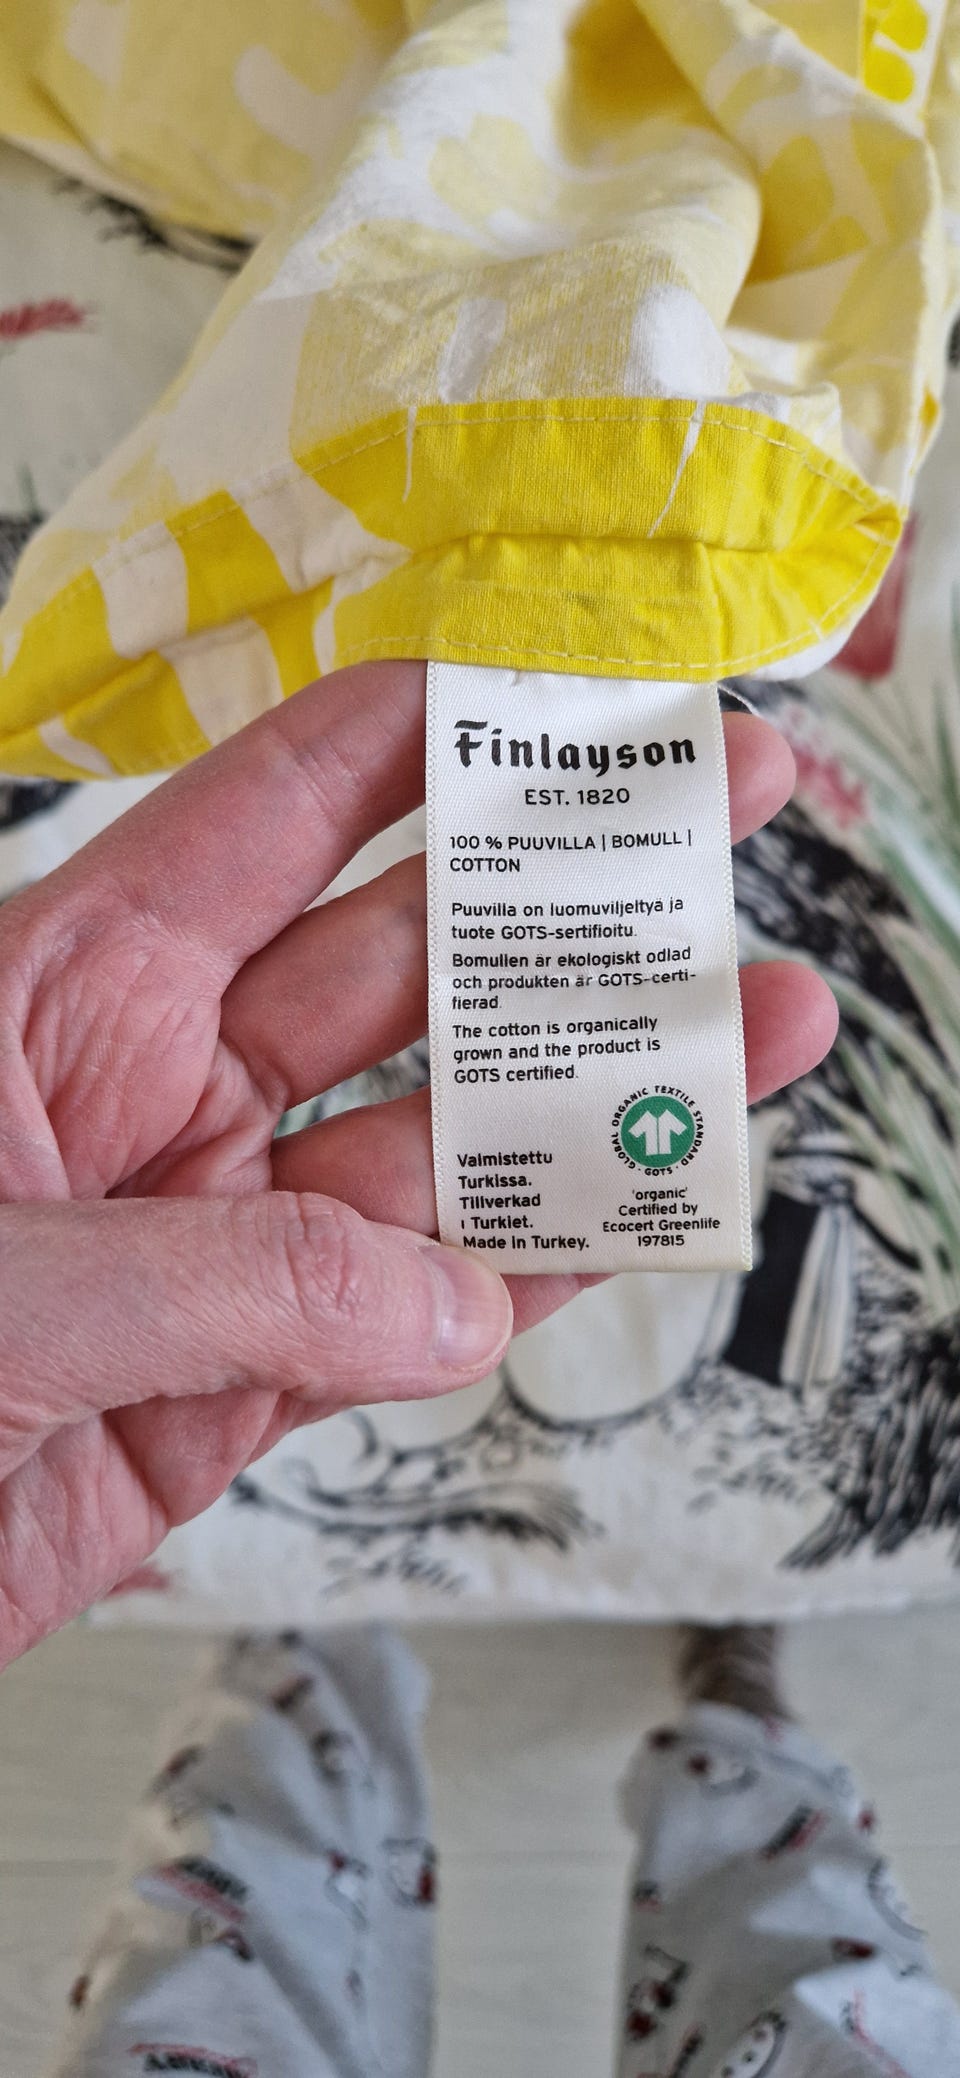 Finlayson
EST. 1820
100 % PUUVILLA | BOMULL |
COTTON
Puuvilla on luomuviljeltyä ja
tuote GOTS-sertifioitu.
Bomullen är ekologiskt odlad
och produkten är GOTS-certi-
fierad.
The cotton is organically
grown and the product is
GOTS certified.
GLOBAL ORGANIC TEXTILE STANDARD · GOTS ·
Valmistettu
Turkissa.
Tillverkad
i Turkiet.
Made in Turkey.
'organic'
Certified by
Ecocert Greenlife
197815